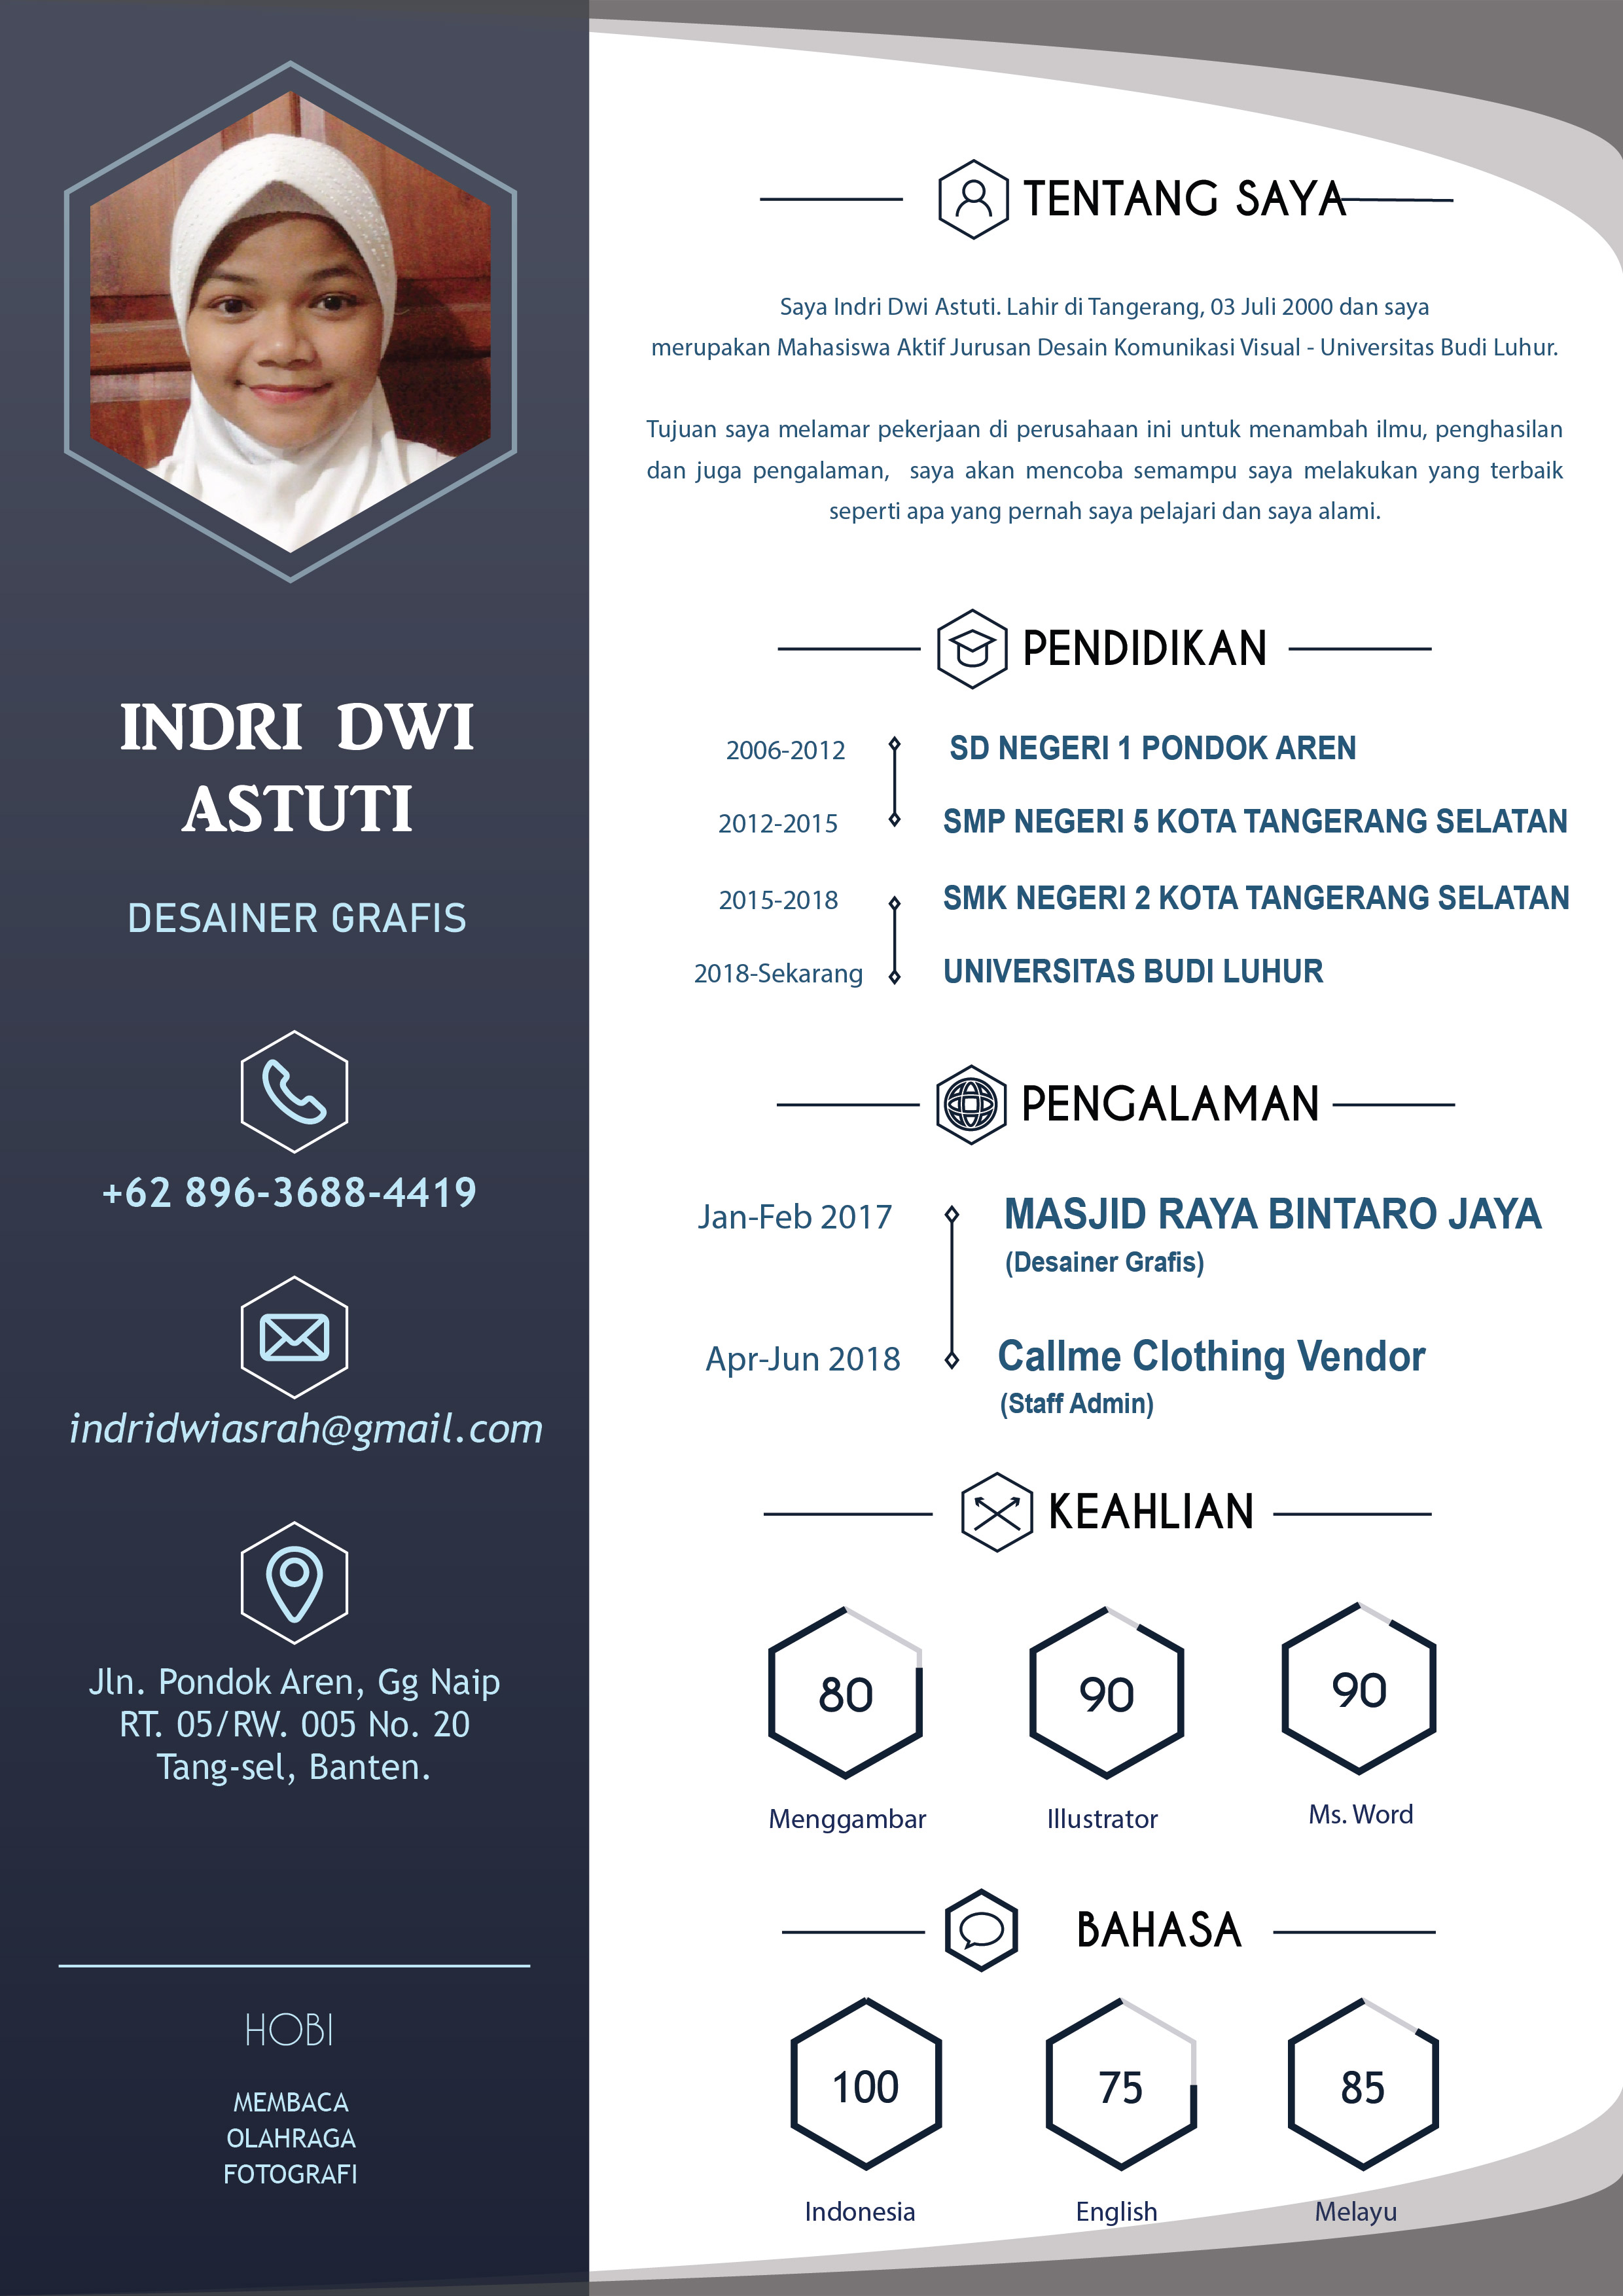 INDRI DWI
ASTUTI
DESAINER GRAFIS
+62 896-3688-4419
indridwiasrah@gmail.com
Jln. Pondok Aren, Gg Naip
RT. 05/RW. 005 No. 20
Tang-sel, Banten.
HOBI
MEMBACA
OLAHRAGA
FOTOGRAFI
TENTANG SAYA
Saya Indri Dwi Astuti. Lahir di Tangerang, 03 Juli 2000 dan saya
merupakan Mahasiswa Aktif Jurusan Desain Komunikasi Visual - Universitas Budi Luhur.
Tujuan saya melamar pekerjaan di perusahaan ini untuk menambah ilmu, penghasilan
dan juga pengalaman, saya akan mencoba semampu saya melakukan yang terbaik
seperti apa yang pernah saya pelajari dan saya alami.
PENDIDIKAN
2006-2012 SD NEGERI 1 PONDOK AREN
2012-2015 SMP NEGERI 5 KOTA TANGERANG SELATAN
2015-2018 SMK NEGERI 2 KOTA TANGERANG SELATAN
2018-Sekarang UNIVERSITAS BUDI LUHUR
PENGALAMAN
Jan-Feb 2017 MASJID RAYA BINTARO JAYA
(Desainer Grafis)
Apr-Jun 2018 Callme Clothing Vendor
(Staff Admin)
KEAHLIAN
80 90 90
Menggambar Illustrator Ms. Word
BAHASA
100 75 85
Indonesia English Melayu